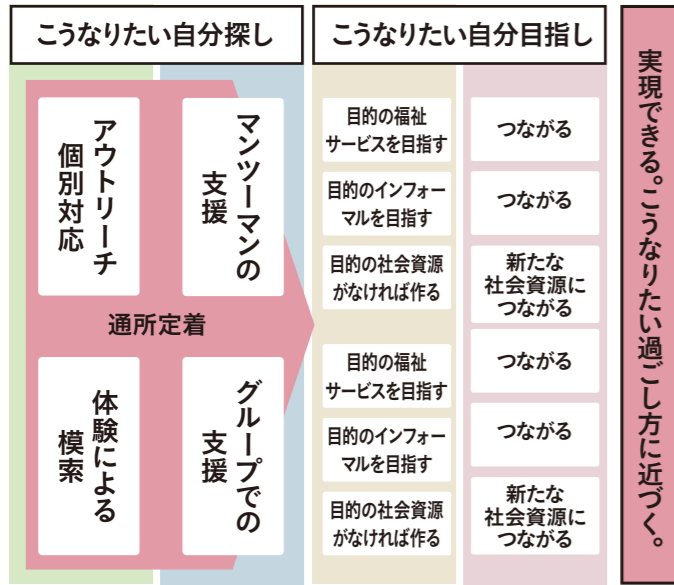 こうなりたい自分探し
こうなりたい自分目指し
アウトリーチ
個別対応
マンツーマンの
支援
通所定着
体験による
模索
グループでの
支援
目的の福祉
サービスを目指す
つながる
目的のインフォー
マルを目指す
つながる
目的の社会資源
がなければ作る
新たな
社会資源に
つながる
目的の福祉
サービスを目指す
つながる
目的のインフォー
マルを目指す
つながる
目的の社会資源
がなければ作る
新たな
社会資源に
つながる
実現できる。こうなりたい過ごし方に近づく。